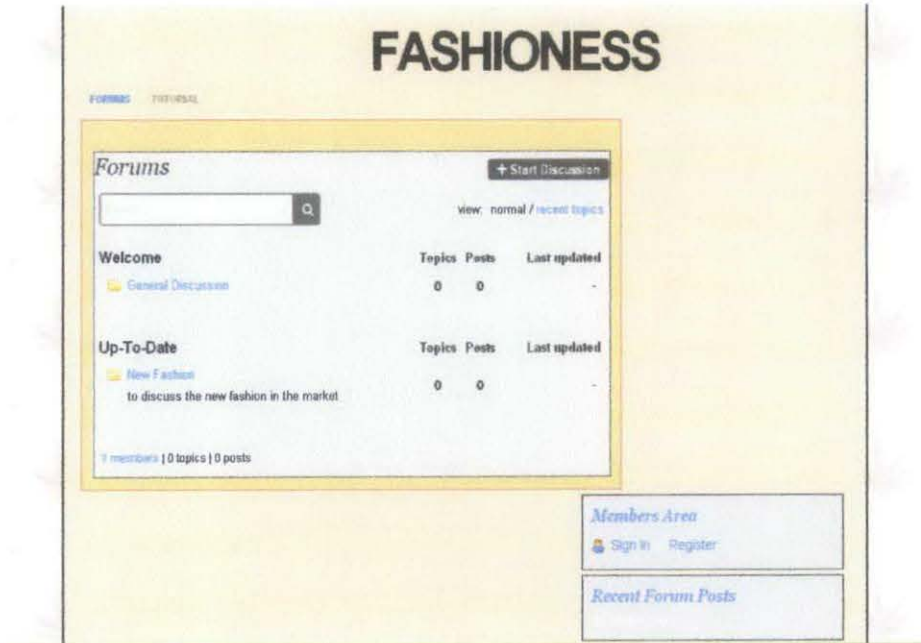 FASHIONESS
FORUMS TUTORIAL
Forums
+ Start Discussion
view: normal / recent topics
Welcome Topics Posts Last updated
General Discussion 0 0 -
Up-To-Date Topics Posts Last updated
New Fashion
to discuss the new fashion in the market 0 0 -
members | 0 topics | 0 posts
Members Area
Sign In Register
Recent Forum Posts